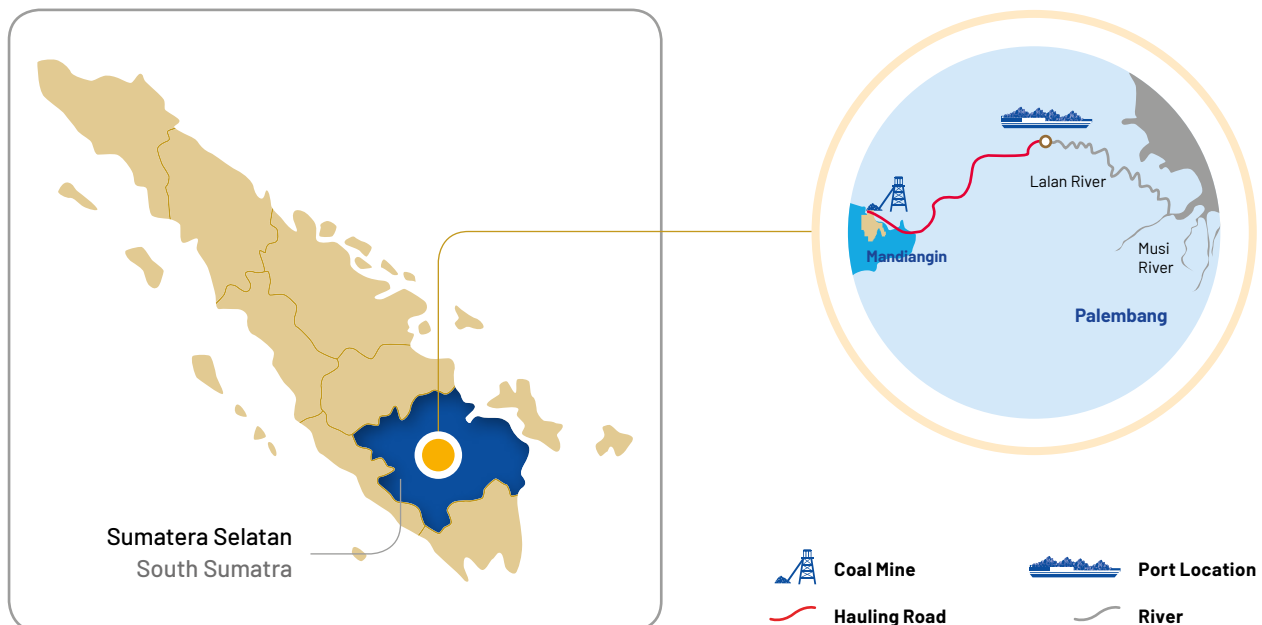 Sumatera Selatan
South Sumatra
Lalan River
Mandiangin
Musi
River
Palembang
Coal Mine
Port Location
Hauling Road
River